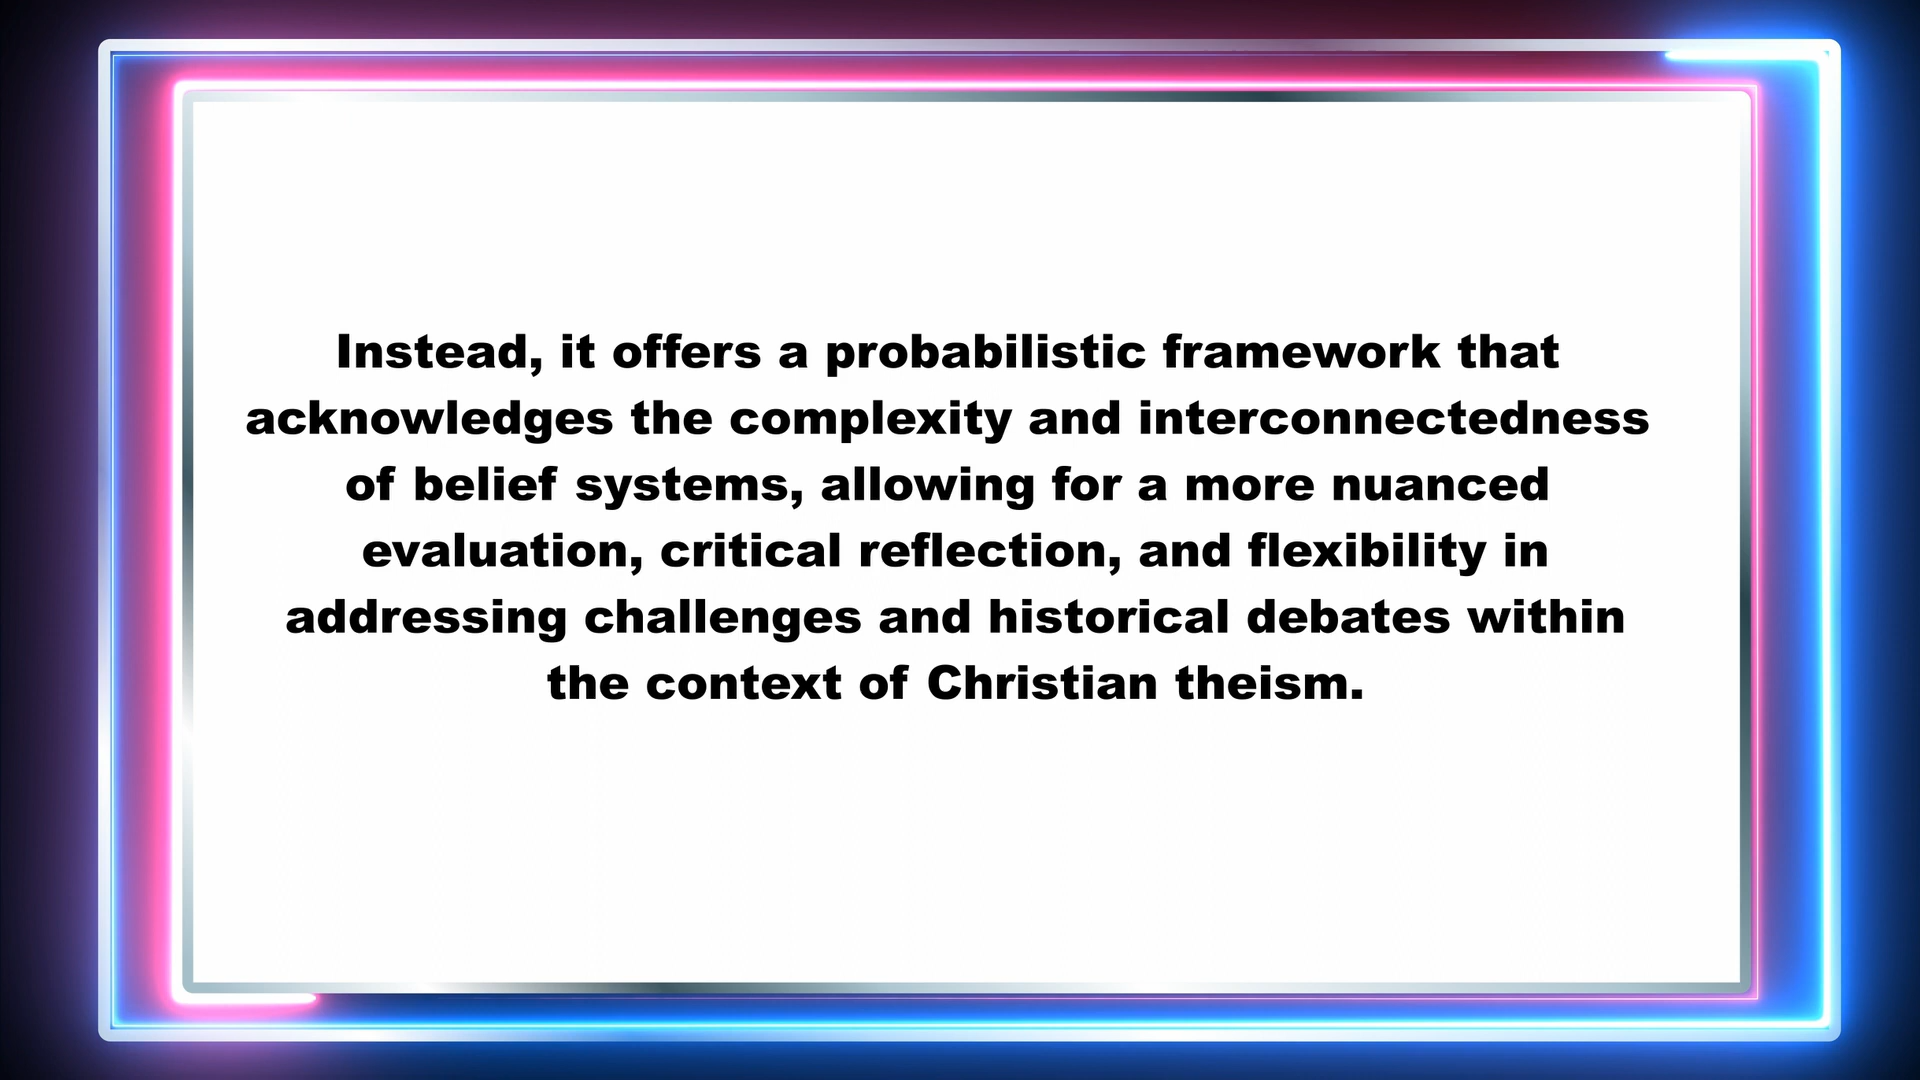 Instead, it offers a probabilistic framework that
acknowledges the complexity and interconnectedness
of belief systems, allowing for a more nuanced
evaluation, critical reflection, and flexibility in
addressing challenges and historical debates within
the context of Christian theism.